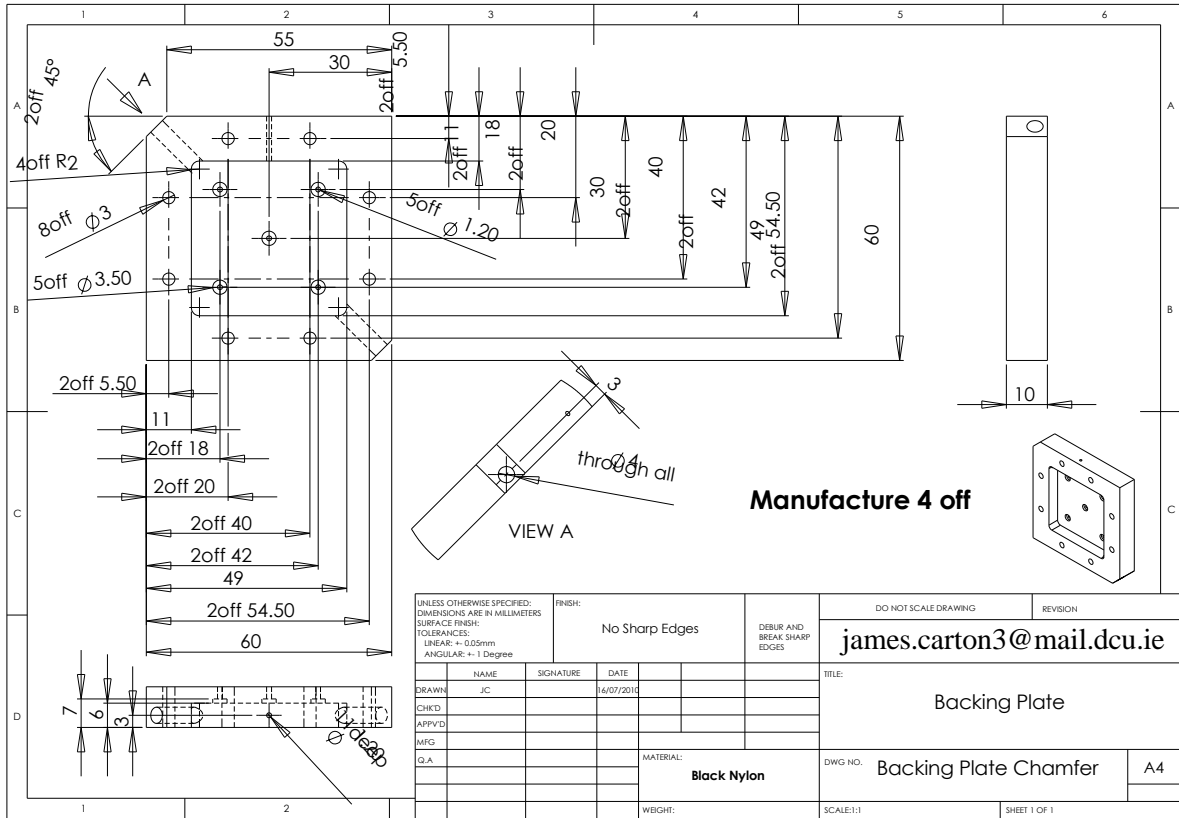 1 2 3 4 5 6
A
B
C
D
A
B
C
55
30
2off 5.50
2off 45°
A
4off R2
8off ∅3
5off ∅3.50
5off ∅1.20
2off 11
2off 18
20
30
2off
40
2off
42
49
2off 54.50
60
2off 5.50
11
2off 18
2off 20
2off 40
2off 42
49
2off 54.50
60
3
∅4
through all
VIEW A
10
Manufacture 4 off
7
6
3
UNLESS OTHERWISE SPECIFIED:
DIMENSIONS ARE IN MILLIMETERS
SURFACE FINISH:
TOLERANCES:
LINEAR: +- 0.05mm
ANGULAR: +- 1 Degree
FINISH:
No Sharp Edges
DEBUR AND
BREAK SHARP
EDGES
DO NOT SCALE DRAWING
REVISION
james.carton3@mail.dcu.ie
NAME SIGNATURE DATE
DRAWN JC 16/07/2010
CHK'D
APPV'D
MFG
Q.A
TITLE:
Backing Plate
MATERIAL:
Black Nylon
DWG NO.
Backing Plate Chamfer
A4
WEIGHT:
SCALE:1:1
SHEET 1 OF 1
1 2